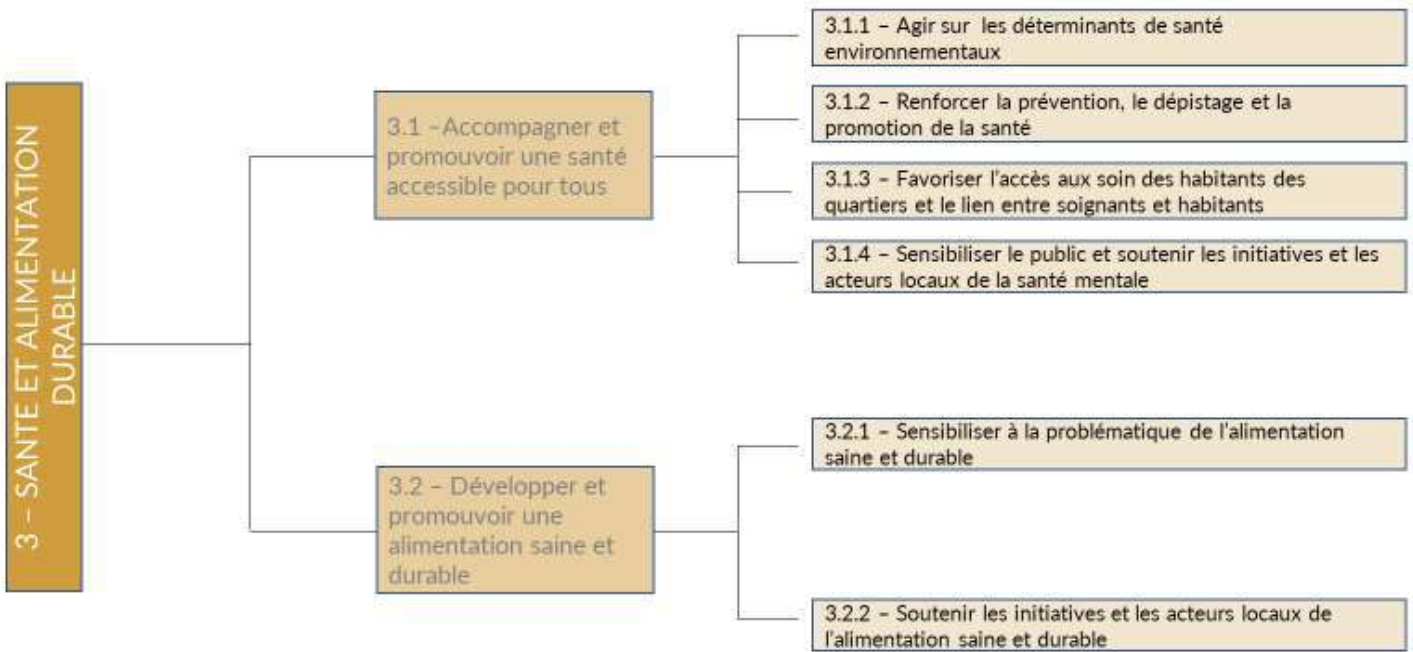 3 – SANTE ET ALIMENTATION
DURABLE
3.1 –Accompagner et
promouvoir une santé
accessible pour tous
3.1.1 – Agir sur les déterminants de santé
environnementaux
3.1.2 – Renforcer la prévention, le dépistage et la
promotion de la santé
3.1.3 – Favoriser l'accès aux soin des habitants des
quartiers et le lien entre soignants et habitants
3.1.4 – Sensibiliser le public et soutenir les initiatives et les
acteurs locaux de la santé mentale
3.2 – Développer et
promouvoir une
alimentation saine et
durable
3.2.1 – Sensibiliser à la problématique de l'alimentation
saine et durable
3.2.2 – Soutenir les initiatives et les acteurs locaux de
l'alimentation saine et durable